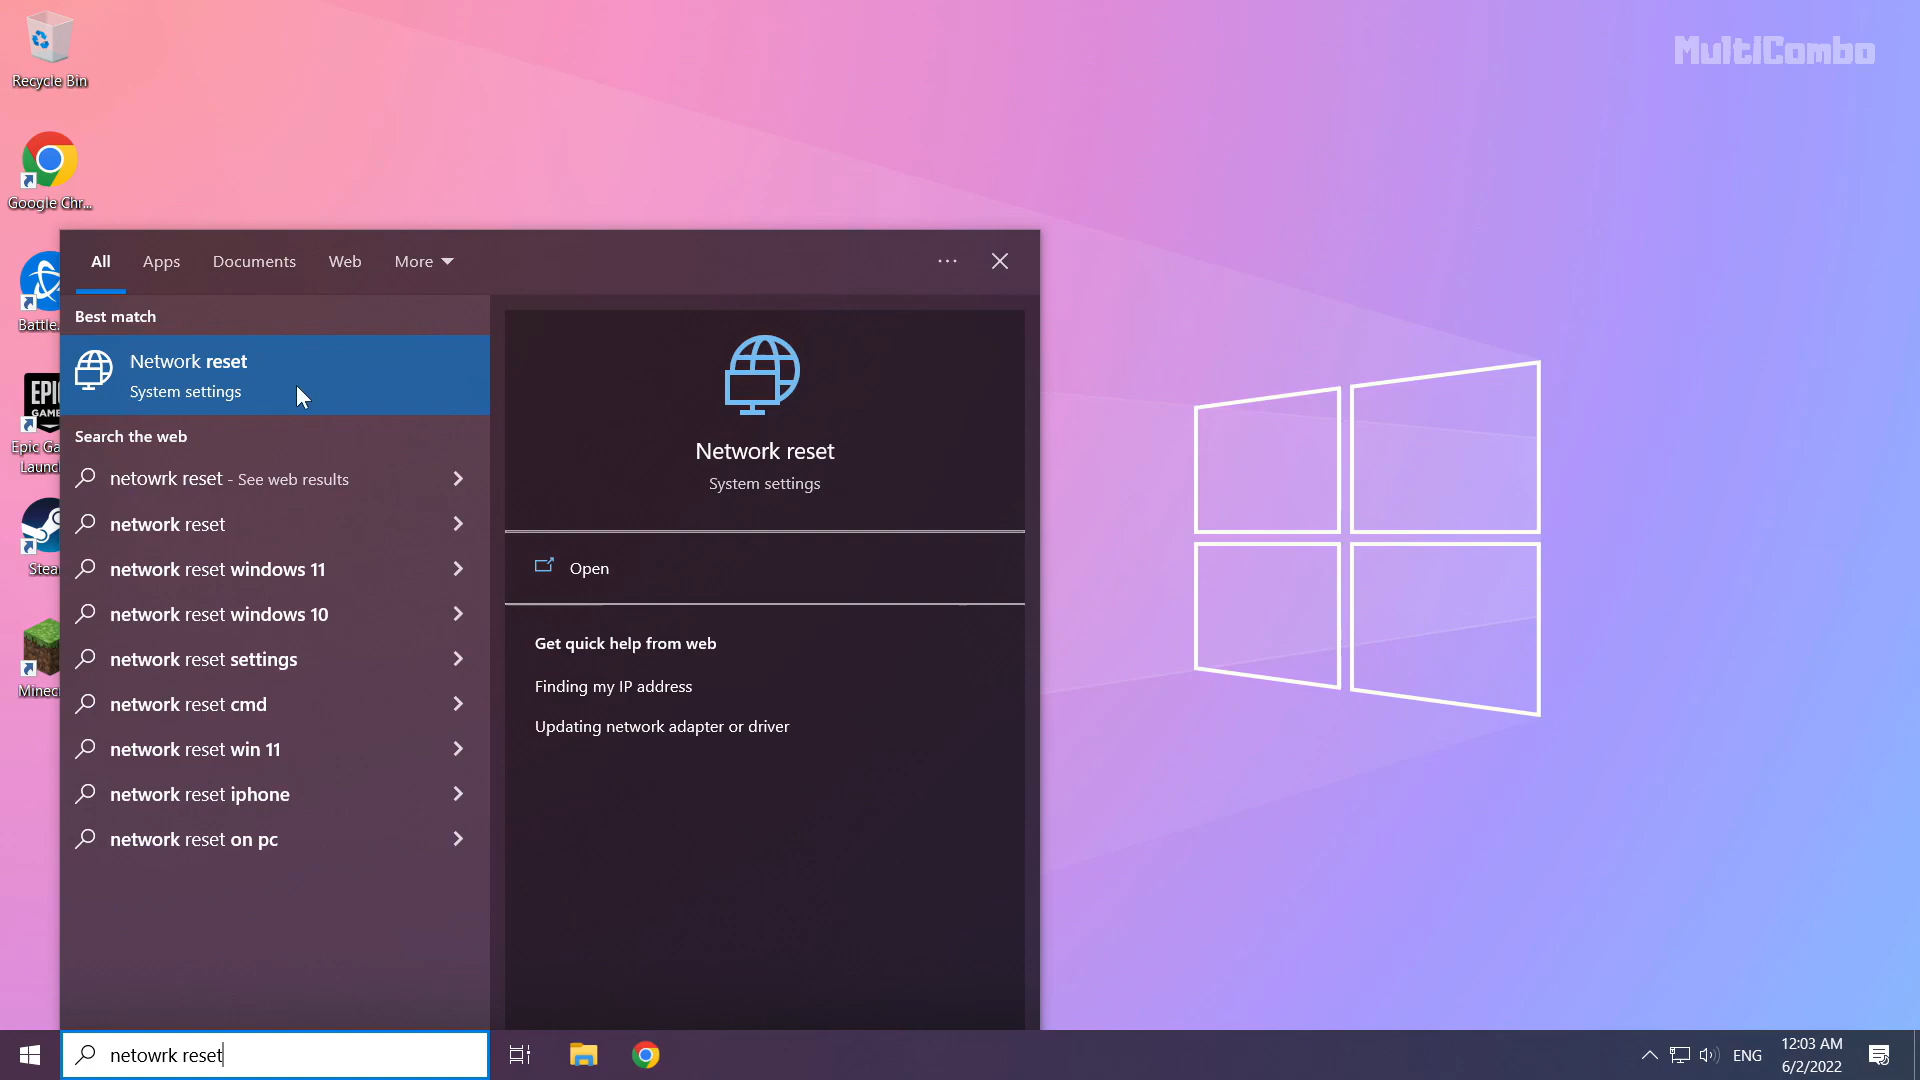 MultiCombo
Recycle Bin
Google Chr...
Battle.
EPIC
GAME
Epic Ga
Launc
Stea
Minec
All
Apps
Documents
Web
More
Best match
Network reset
System settings
Search the web
netowrk reset - See web results
network reset
network reset windows 11
network reset windows 10
network reset settings
network reset cmd
network reset win 11
network reset iphone
network reset on pc
Network reset
System settings
Open
Get quick help from web
Finding my IP address
Updating network adapter or driver
netowrk reset
ENG
12:03 AM
6/2/2022